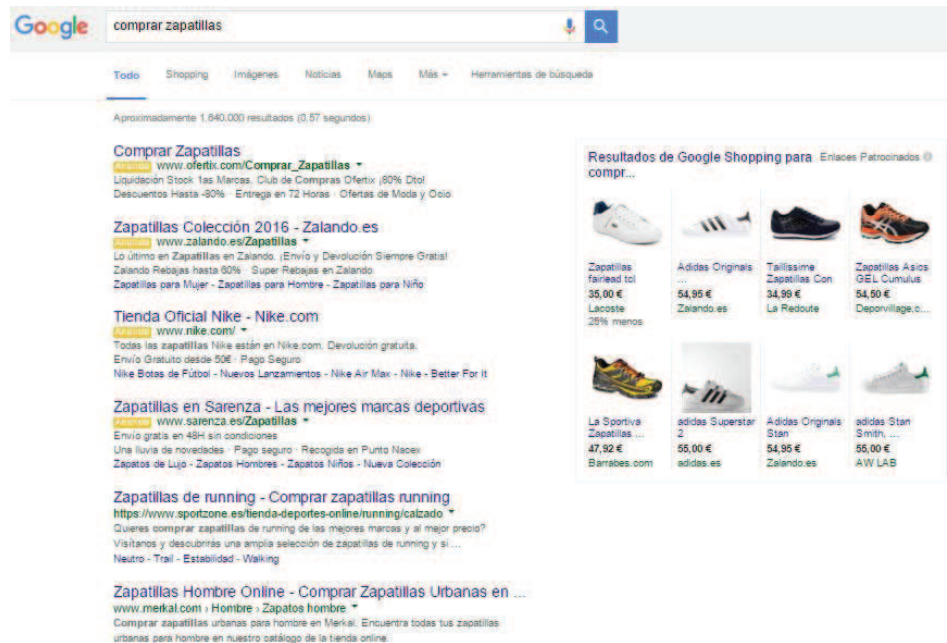 Google
comprar zapatillas
Todo Shopping Imágenes Noticias Maps Más Herramientas de búsqueda
Aproximadamente 1.640.000 resultados (0,57 segundos)
Comprar Zapatillas
Anuncio www.ofertix.com/Comprar_Zapatillas
Liquidación Stock 1as Marcas. Club de Compras Ofertix ¡80% Dto!
Descuentos Hasta -80% · Entrega en 72 Horas · Ofertas de Moda y Ocio
Zapatillas Colección 2016 - Zalando.es
Anuncio www.zalando.es/Zapatillas
Lo último en Zapatillas en Zalando. ¡Envío y Devolución Siempre Gratis!
Zalando Rebajas hasta 60% · Super Rebajas en Zalando
Zapatillas para Mujer - Zapatillas para Hombre - Zapatillas para Niño
Tienda Oficial Nike - Nike.com
Anuncio www.nike.com/
Todas las zapatillas Nike están en Nike.com. Devolución gratuita.
Envío Gratuito desde 50€ · Pago Seguro
Nike Botas de Fútbol - Nuevos Lanzamientos - Nike Air Max - Nike - Better For It
Zapatillas en Sarenza - Las mejores marcas deportivas
Anuncio www.sarenza.es/Zapatillas
Envío gratis en 48H sin condiciones
Una lluvia de novedades · Pago seguro · Recogida en Punto Nacex
Zapatos de Lujo - Zapatos Hombres - Zapatos Niños - Nueva Colección
Zapatillas de running - Comprar zapatillas running
https://www.sportzone.es/tienda-deportes-online/running/calzado
Quieres comprar zapatillas de running de las mejores marcas y al mejor precio?
Visítanos y descubrirás una amplia selección de zapatillas de running y si ...
Neutro - Trail - Estabilidad - Walking
Zapatillas Hombre Online - Comprar Zapatillas Urbanas en ...
www.merkal.com › Hombre › Zapatos hombre
Comprar zapatillas urbanas para hombre en Merkal. Encuentra todas tus zapatillas
urbanas para hombre en nuestro catálogo de la tienda online.
Resultados de Google Shopping para Enlaces Patrocinados
compr...
Zapatillas Adidas Originals Taillissime Zapatillas Asics
fairlead tcl ... Zapatillas Con GEL Cumulus
35,00 € 54,95 € 34,99 € 54,50 €
Lacoste Zalando.es La Redoute Deporvillage.c...
25% menos
La Sportiva adidas Superstar Adidas Originals adidas Stan
Zapatillas ... 2 Stan Smith, ...
47,92 € 55,00 € 54,95 € 55,00 €
Barrabes.com adidas.es Zalando.es AW LAB